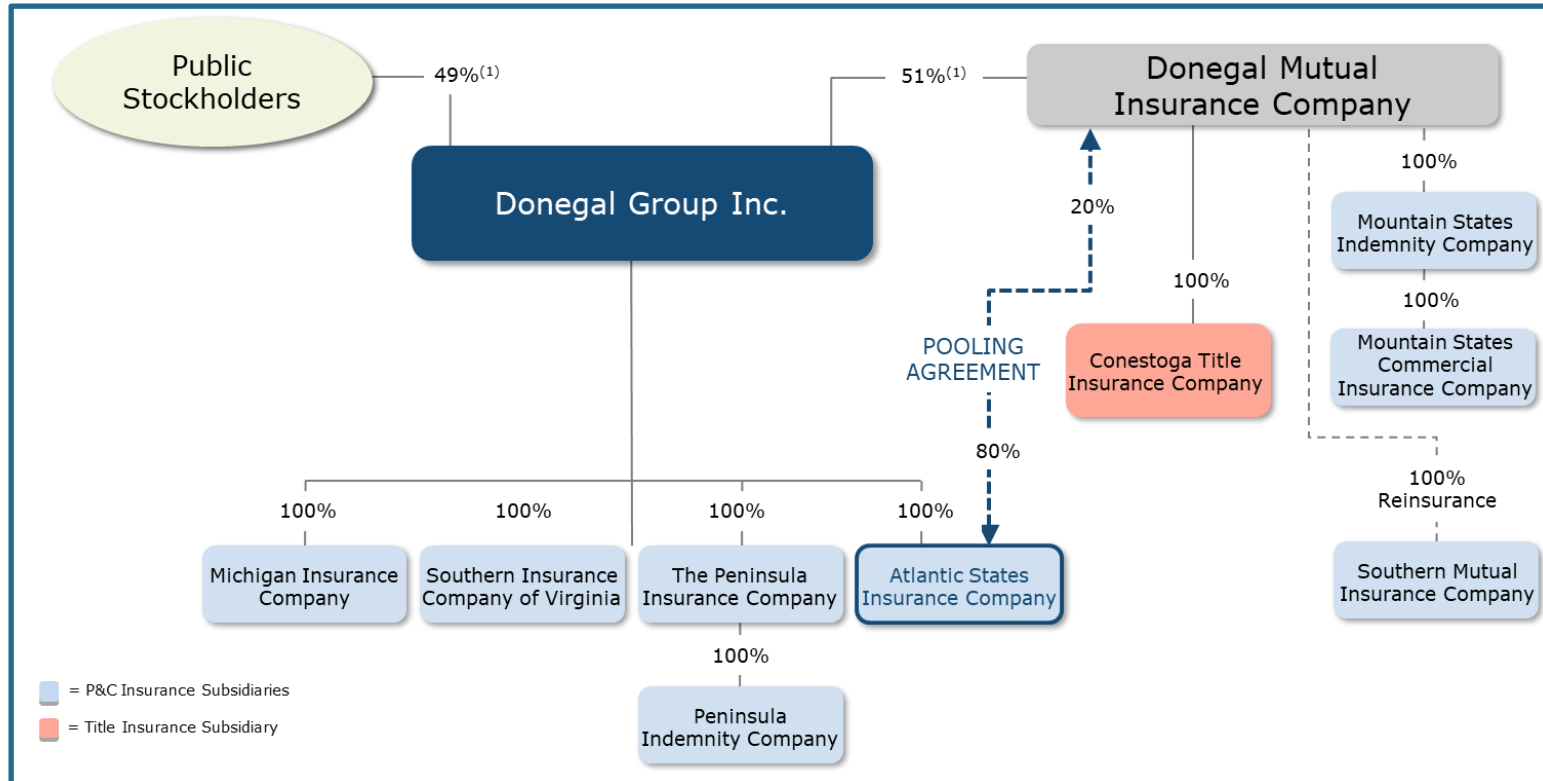 Public
Stockholders
49%(1)
51%(1)
Donegal Mutual
Insurance Company
Donegal Group Inc.
20%
100%
100%
Mountain States
Indemnity Company
100%
Mountain States
Commercial
Insurance Company
Conestoga Title
Insurance Company
POOLING
AGREEMENT
80%
100%
Reinsurance
Southern Mutual
Insurance Company
100%
100%
100%
100%
Michigan Insurance
Company
Southern Insurance
Company of Virginia
The Peninsula
Insurance Company
Atlantic States
Insurance Company
100%
Peninsula
Indemnity Company
= P&C Insurance Subsidiaries
= Title Insurance Subsidiary